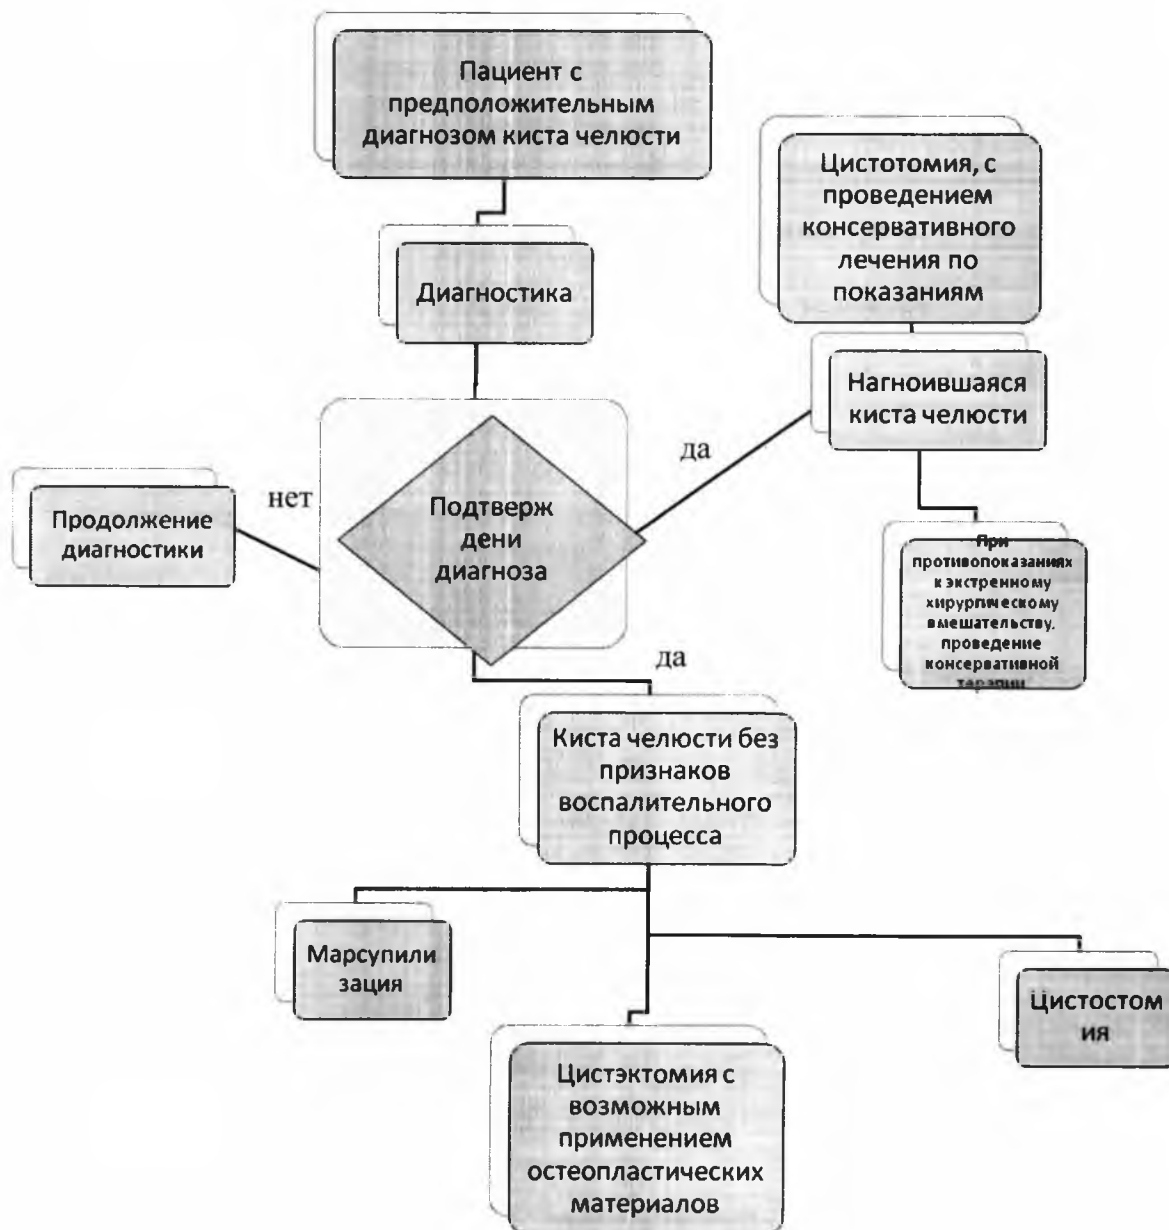 Пациент с
предположительным
диагнозом киста челюсти
Диагностика
Цистотомия, с
проведением
консервативного
лечения по
показаниям
Нагноившаяся
киста челюсти
да
нет
Подтверж
дени
диагноза
Продолжение
диагностики
При
противопоказаниях
к экстренному
хирургическому
вмешательству,
проведение
консервативной
терапии
да
Киста челюсти без
признаков
воспалительного
процесса
Марсупили
зация
Цистостом
ия
Цистэктомия с
возможным
применением
остеопластических
материалов